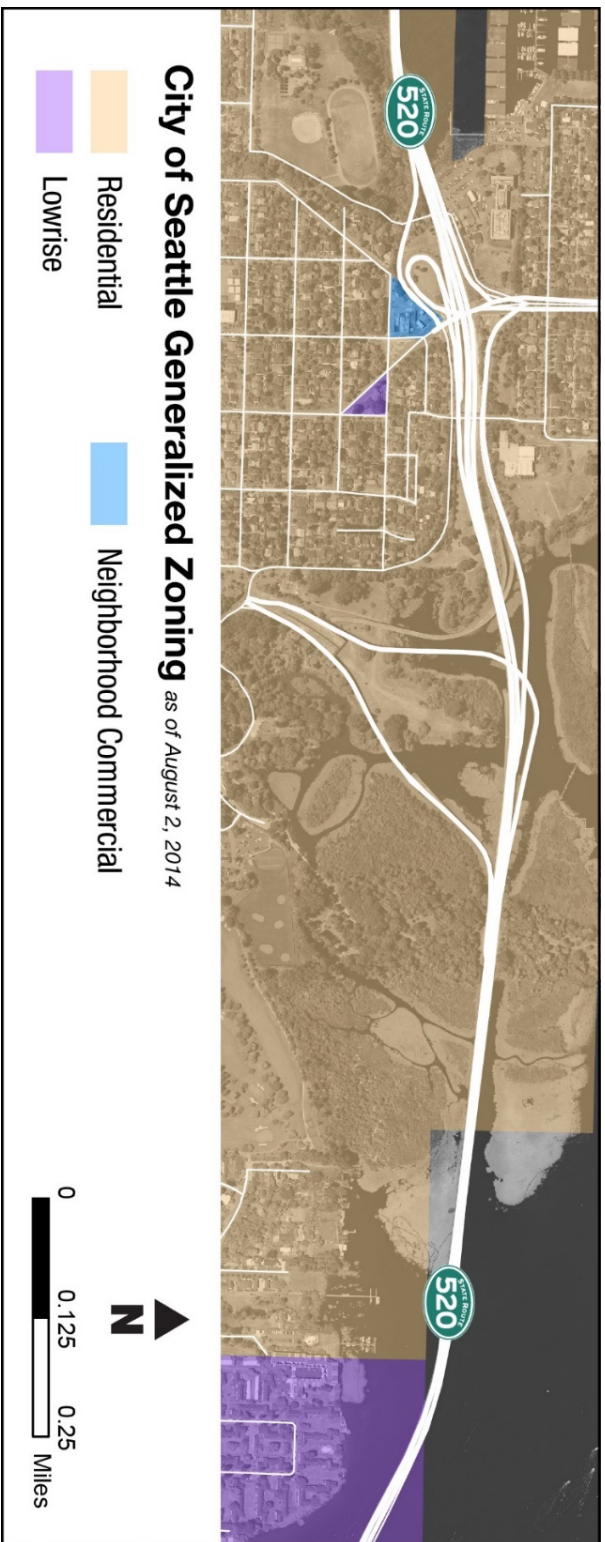 STATE ROUTE
520
STATE ROUTE
520
City of Seattle Generalized Zoning as of August 2, 2014
Residential
Neighborhood Commercial
Lowrise
N
0 0.125 0.25 Miles